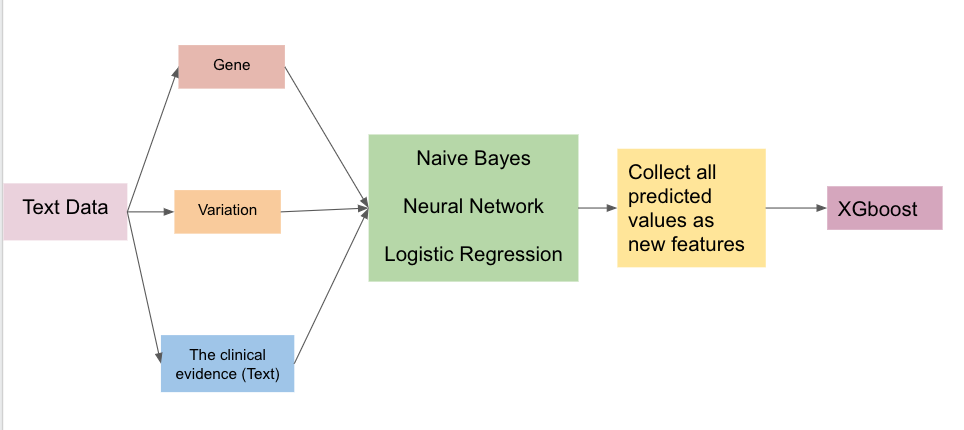 Text Data
Gene
Variation
The clinical
evidence (Text)
Naive Bayes
Neural Network
Logistic Regression
Collect all
predicted
values as
new features
XGboost